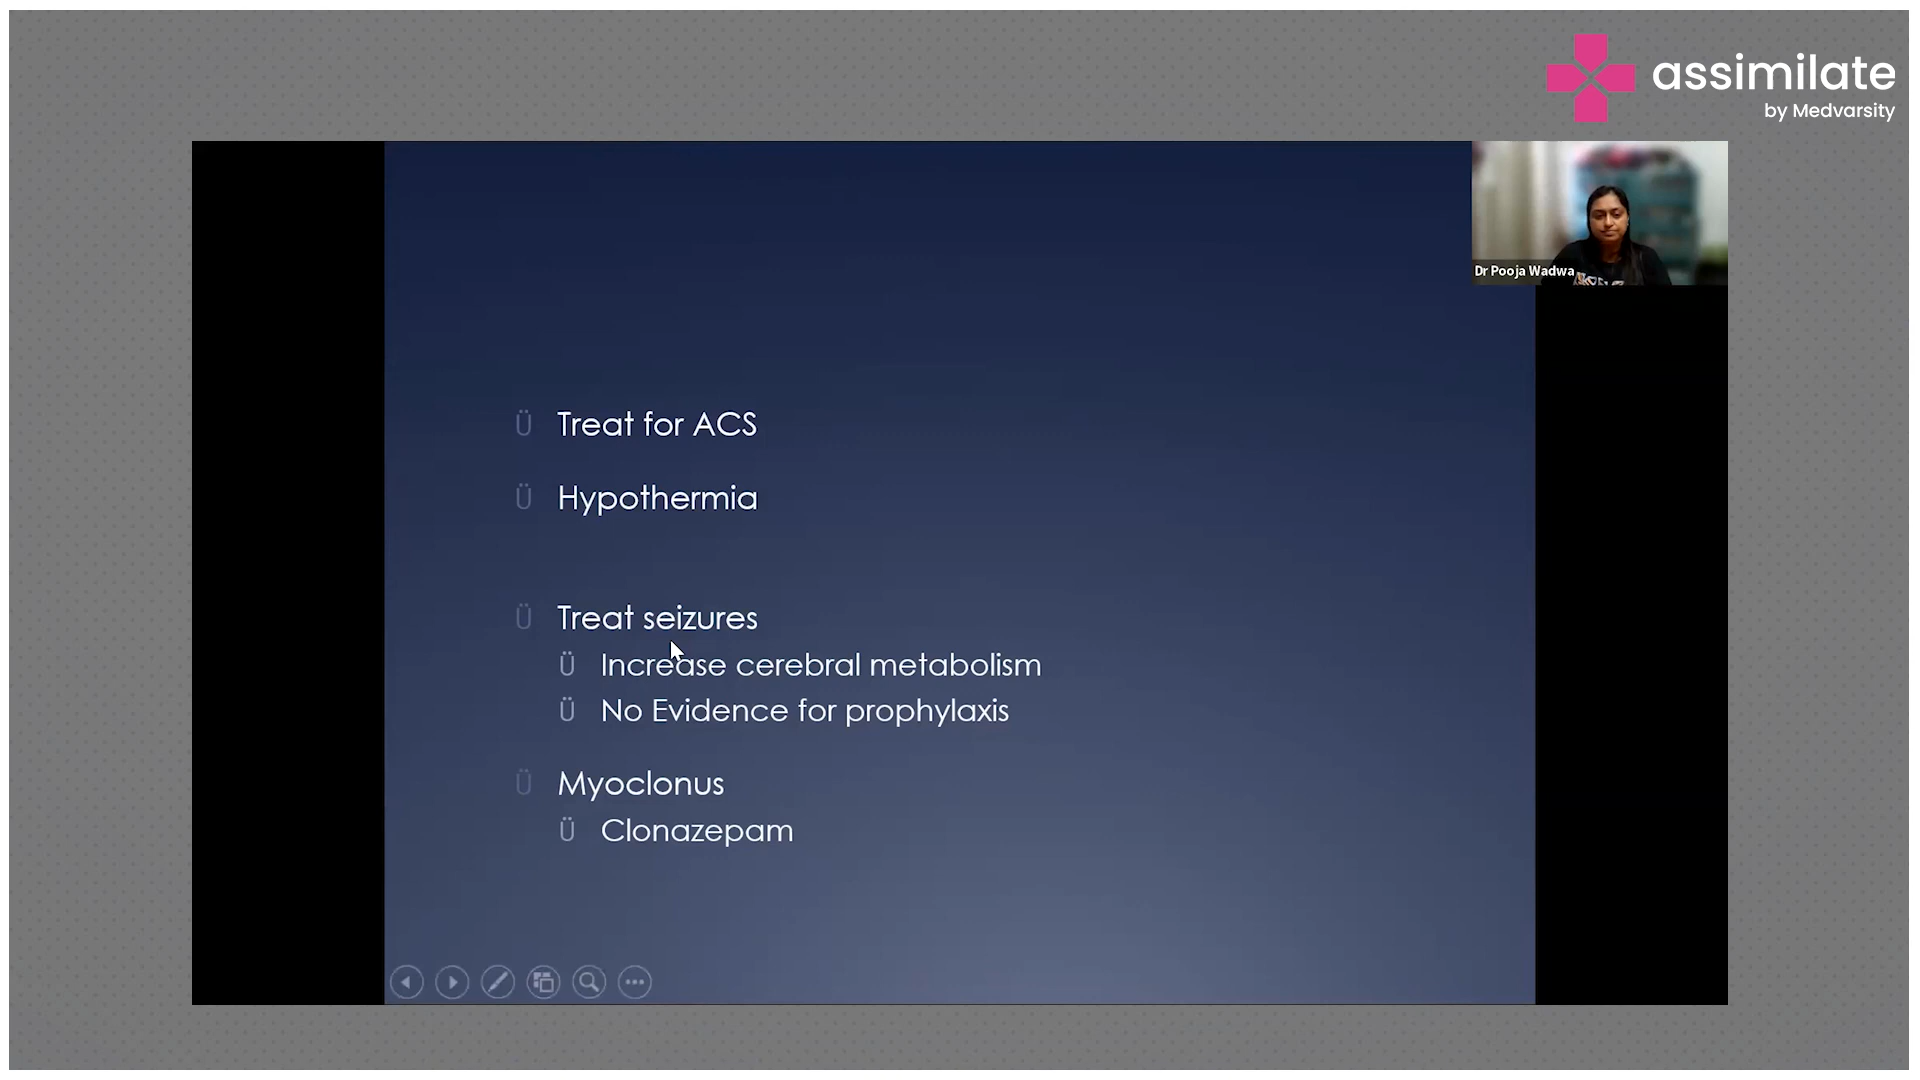 assimilate
by Medvarsity
Dr Pooja Wadwa
Ü Treat for ACS
Ü Hypothermia
Ü Treat seizures
Ü Increase cerebral metabolism
Ü No Evidence for prophylaxis
Ü Myoclonus
Ü Clonazepam